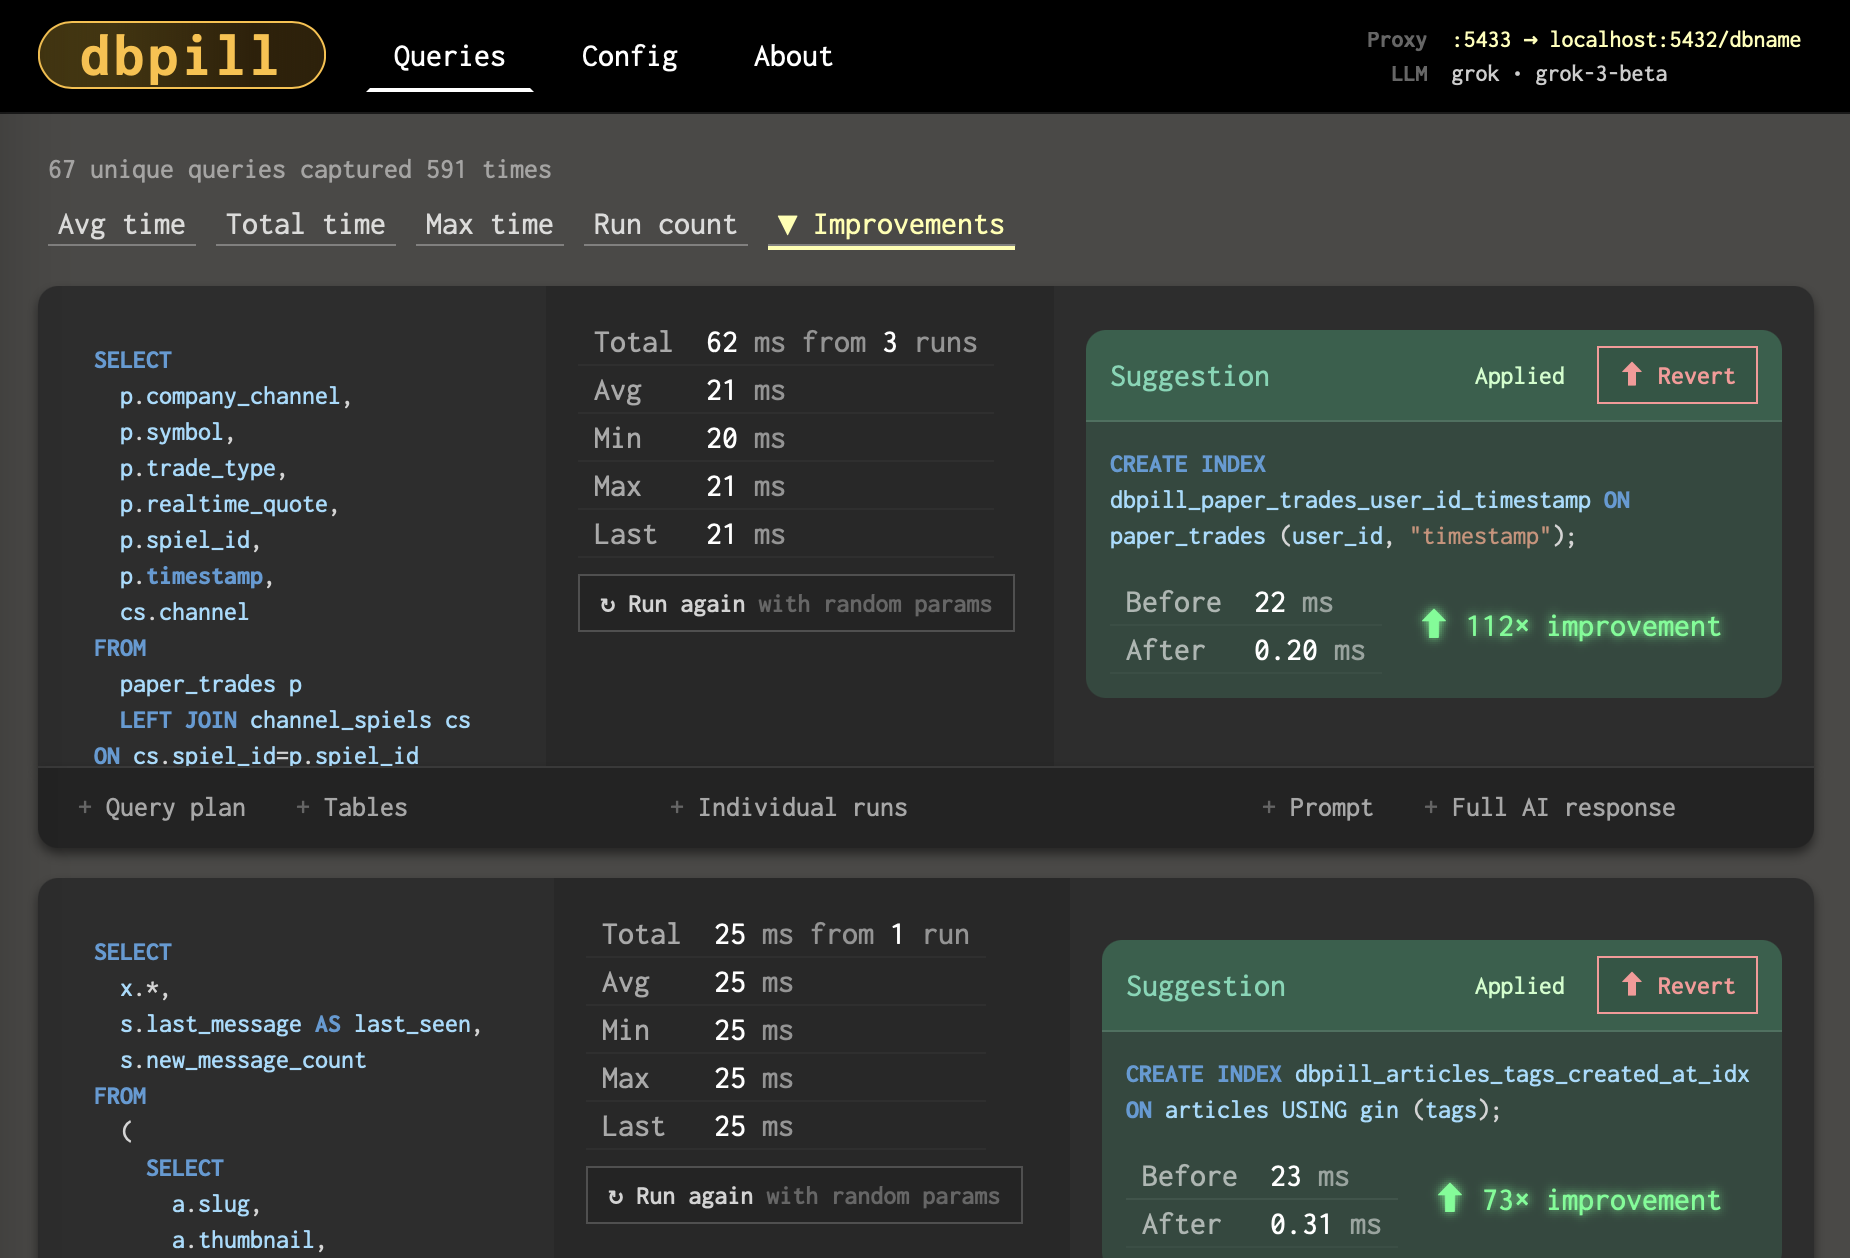 dbpill
Queries
Config
About
Proxy :5433 → localhost:5432/dbname
LLM grok • grok-3-beta
67 unique queries captured 591 times
Avg time
Total time
Max time
Run count
▼ Improvements
SELECT
p.company_channel,
p.symbol,
p.trade_type,
p.realtime_quote,
p.spiel_id,
p.timestamp,
cs.channel
FROM
paper_trades p
LEFT JOIN channel_spiels cs
ON cs.spiel_id=p.spiel_id
Total 62 ms from 3 runs
Avg 21 ms
Min 20 ms
Max 21 ms
Last 21 ms
↻ Run again with random params
Suggestion
Applied
⬆ Revert
CREATE INDEX
dbpill_paper_trades_user_id_timestamp ON
paper_trades (user_id, "timestamp");
Before 22 ms
After 0.20 ms
⬆ 112× improvement
+ Query plan
+ Tables
+ Individual runs
+ Prompt
+ Full AI response
SELECT
x.*,
s.last_message AS last_seen,
s.new_message_count
FROM
(
SELECT
a.slug,
a.thumbnail,
Total 25 ms from 1 run
Avg 25 ms
Min 25 ms
Max 25 ms
Last 25 ms
↻ Run again with random params
Suggestion
Applied
⬆ Revert
CREATE INDEX dbpill_articles_tags_created_at_idx
ON articles USING gin (tags);
Before 23 ms
After 0.31 ms
⬆ 73× improvement